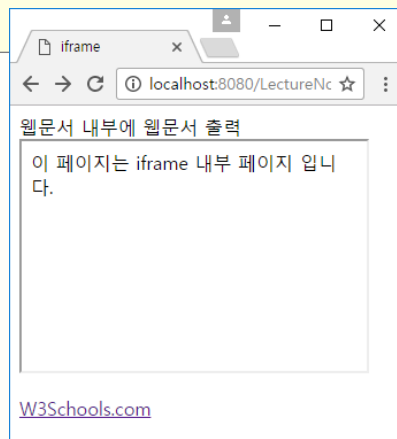 iframe
localhost:8080/LectureNo
웹문서 내부에 웹문서 출력
이 페이지는 iframe 내부 페이지 입니
다.
W3Schools.com